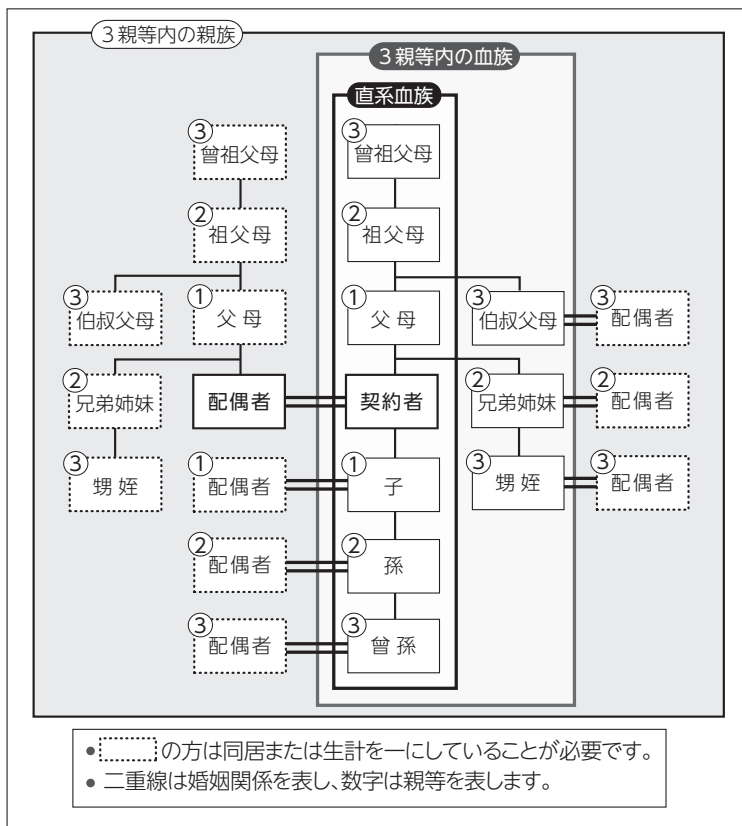 3親等内の親族
3親等内の血族
直系血族
③ ③
曾祖父母 曾祖父母
② ②
祖父母 祖父母
③ ① ① ③ ③
伯叔父母 父母 父母 伯叔父母 配偶者
② ② ②
兄弟姉妹 配偶者 契約者 兄弟姉妹 配偶者
③ ① ① ③ ③
甥姪 配偶者 子 甥姪 配偶者
② ②
配偶者 孫
③ ③
配偶者 曾孫
●の方は同居または生計を一にしていることが必要です。
●二重線は婚姻関係を表し、数字は親等を表します。